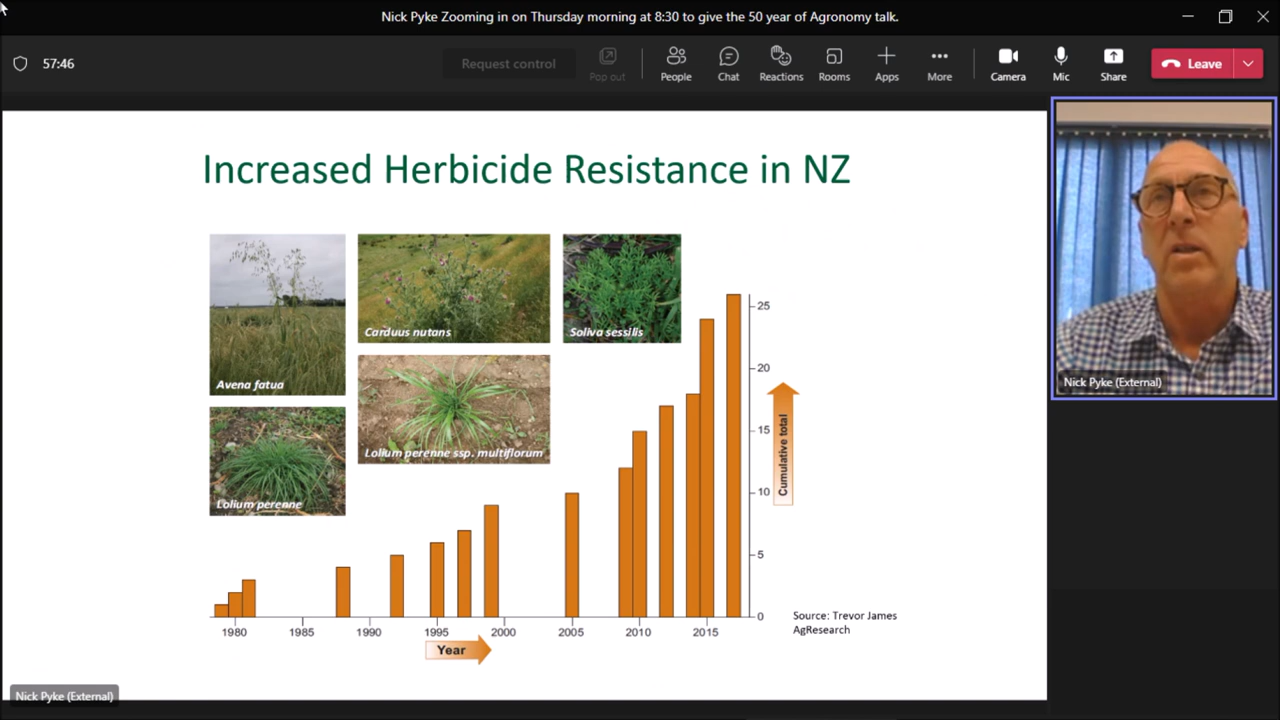 Nick Pyke Zooming in on Thursday morning at 8:30 to give the 50 year of Agronomy talk.
57:46
Request control
Pop out
People
Chat
Reactions
Rooms
Apps
More
Camera
Mic
Share
Leave
Increased Herbicide Resistance in NZ
Avena fatua
Carduus nutans
Soliva sessilis
Lolium perenne
Lolium perenne ssp. multiflorum
25
20
15
10
5
0
Cumulative total
1980 1985 1990 1995 2000 2005 2010 2015
Year
Source: Trevor James
AgResearch
Nick Pyke (External)
Nick Pyke (External)